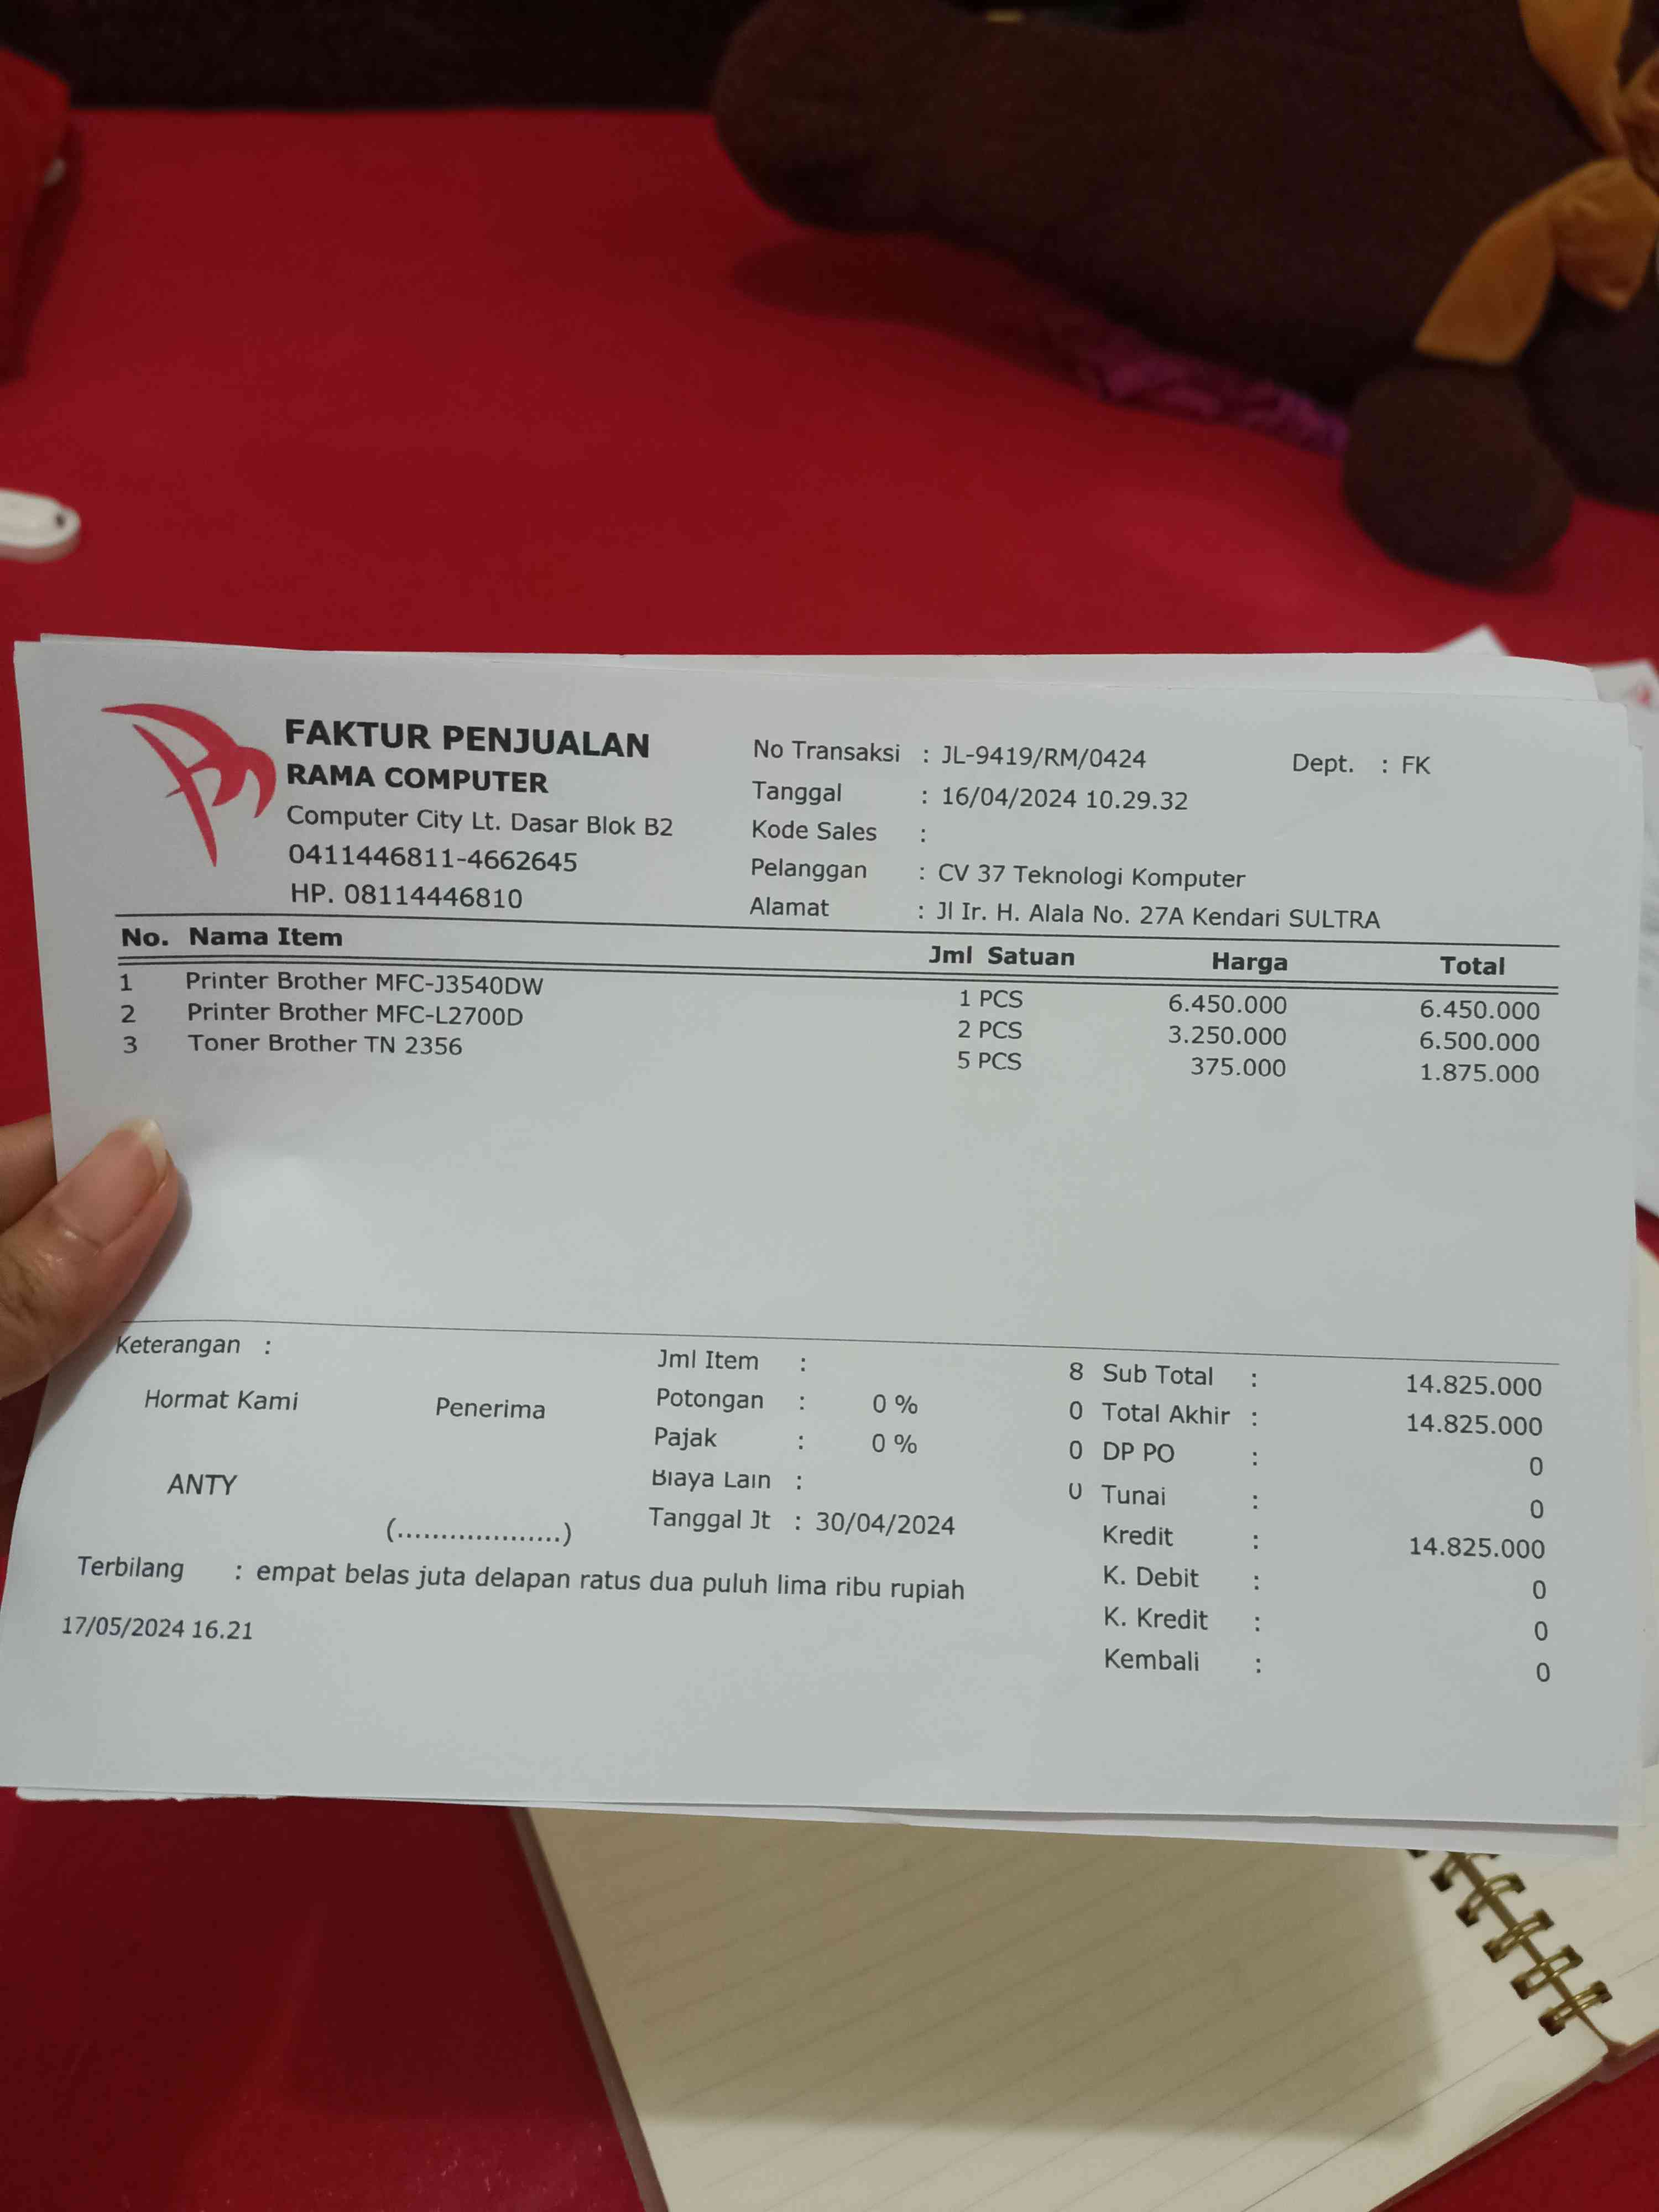 FAKTUR PENJUALAN
RAMA COMPUTER
Computer City Lt. Dasar Blok B2
0411446811-4662645
HP. 08114446810
No Transaksi : JL-9419/RM/0424 Dept. : FK
Tanggal : 16/04/2024 10.29.32
Kode Sales :
Pelanggan : CV 37 Teknologi Komputer
Alamat : Jl Ir. H. Alala No. 27A Kendari SULTRA
No. Nama Item Jml Satuan Harga Total
1 Printer Brother MFC-J3540DW 1 PCS 6.450.000 6.450.000
2 Printer Brother MFC-L2700D 2 PCS 3.250.000 6.500.000
3 Toner Brother TN 2356 5 PCS 375.000 1.875.000
Keterangan :
Hormat Kami Penerima
ANTY
(...................)
Jml Item : 8
Potongan : 0 % 0
Pajak : 0 % 0
Biaya Lain : 0
Tanggal Jt : 30/04/2024
Sub Total : 14.825.000
Total Akhir : 14.825.000
DP PO : 0
Tunai : 0
Kredit : 14.825.000
K. Debit : 0
K. Kredit : 0
Kembali : 0
Terbilang : empat belas juta delapan ratus dua puluh lima ribu rupiah
17/05/2024 16.21